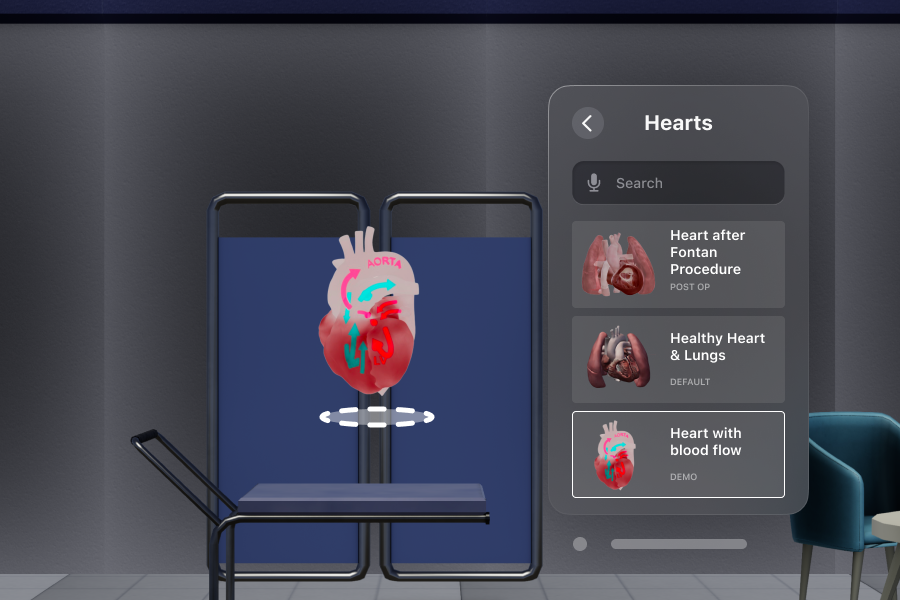 Hearts
Search
Heart after
Fontan
Procedure
POST OP
Healthy Heart
& Lungs
DEFAULT
Heart with
blood flow
DEMO
AORTA